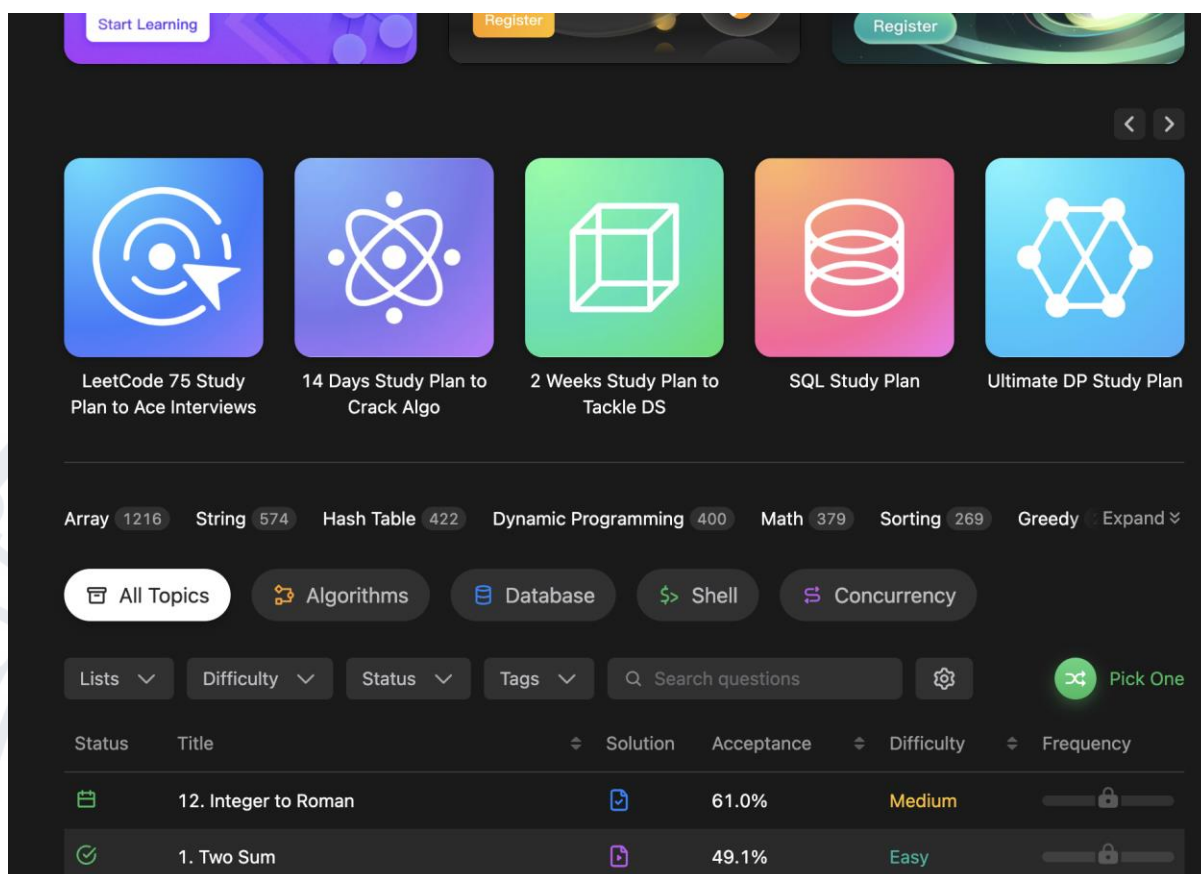 Start Learning
Register
Register
LeetCode 75 Study
Plan to Ace Interviews
14 Days Study Plan to
Crack Algo
2 Weeks Study Plan to
Tackle DS
SQL Study Plan
Ultimate DP Study Plan
Array 1216 String 574 Hash Table 422 Dynamic Programming 400 Math 379 Sorting 269 Greedy Expand
All Topics Algorithms Database $> Shell Concurrency
Lists Difficulty Status Tags Search questions Pick One
Status Title Solution Acceptance Difficulty Frequency
12. Integer to Roman 61.0% Medium
1. Two Sum 49.1% Easy